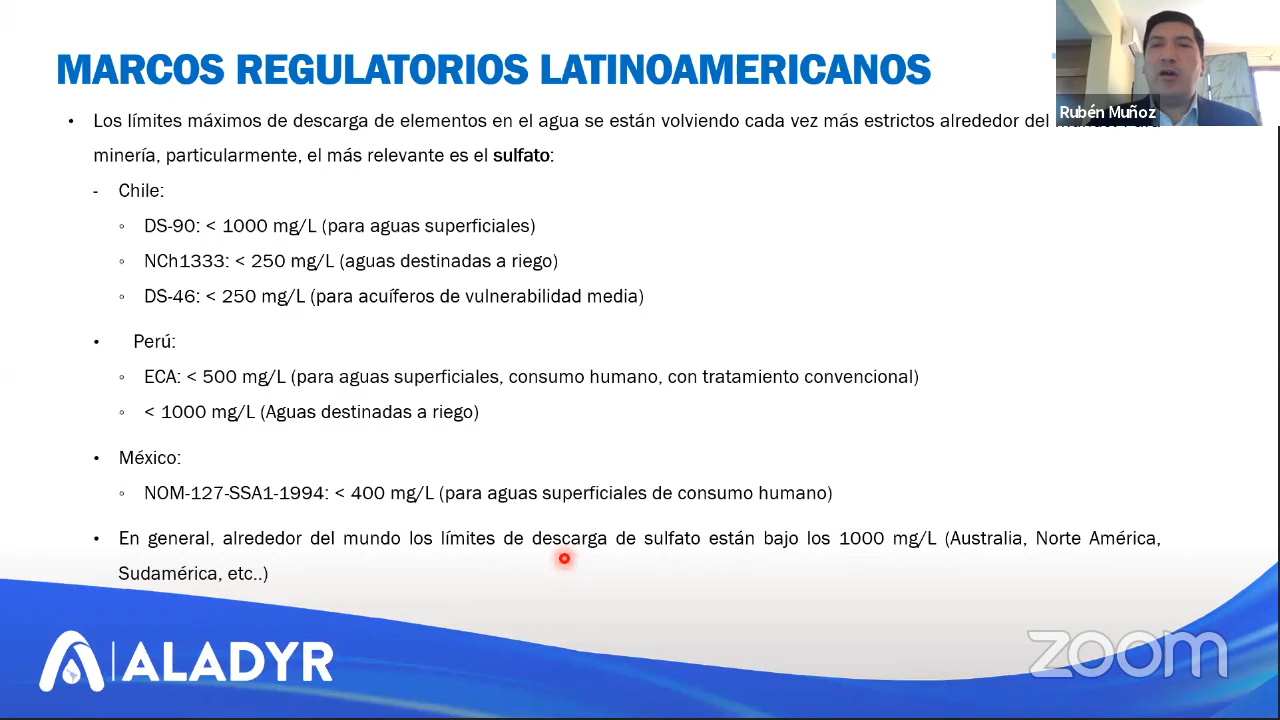 MARCOS REGULATORIOS LATINOAMERICANOS
Rubén Muñoz
• Los límites máximos de descarga de elementos en el agua se están volviendo cada vez más estrictos alrededor del
minería, particularmente, el más relevante es el sulfato:
- Chile:
◦ DS-90: < 1000 mg/L (para aguas superficiales)
◦ NCh1333: < 250 mg/L (aguas destinadas a riego)
◦ DS-46: < 250 mg/L (para acuíferos de vulnerabilidad media)
• Perú:
◦ ECA: < 500 mg/L (para aguas superficiales, consumo humano, con tratamiento convencional)
◦ < 1000 mg/L (Aguas destinadas a riego)
• México:
◦ NOM-127-SSA1-1994: < 400 mg/L (para aguas superficiales de consumo humano)
• En general, alrededor del mundo los límites de descarga de sulfato están bajo los 1000 mg/L (Australia, Norte América,
Sudamérica, etc..)
ALADYR
zoom